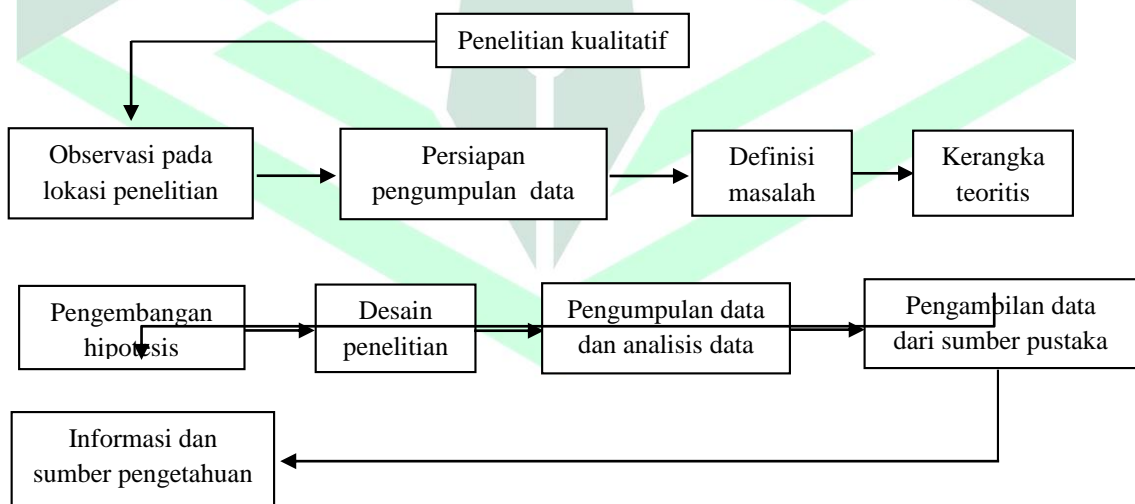 Penelitian kualitatif
Observasi pada
lokasi penelitian
Persiapan
pengumpulan data
Definisi
masalah
Kerangka
teoritis
Pengembangan
hipotesis
Desain
penelitian
Pengumpulan data
dan analisis data
Pengambilan data
dari sumber pustaka
Informasi dan
sumber pengetahuan